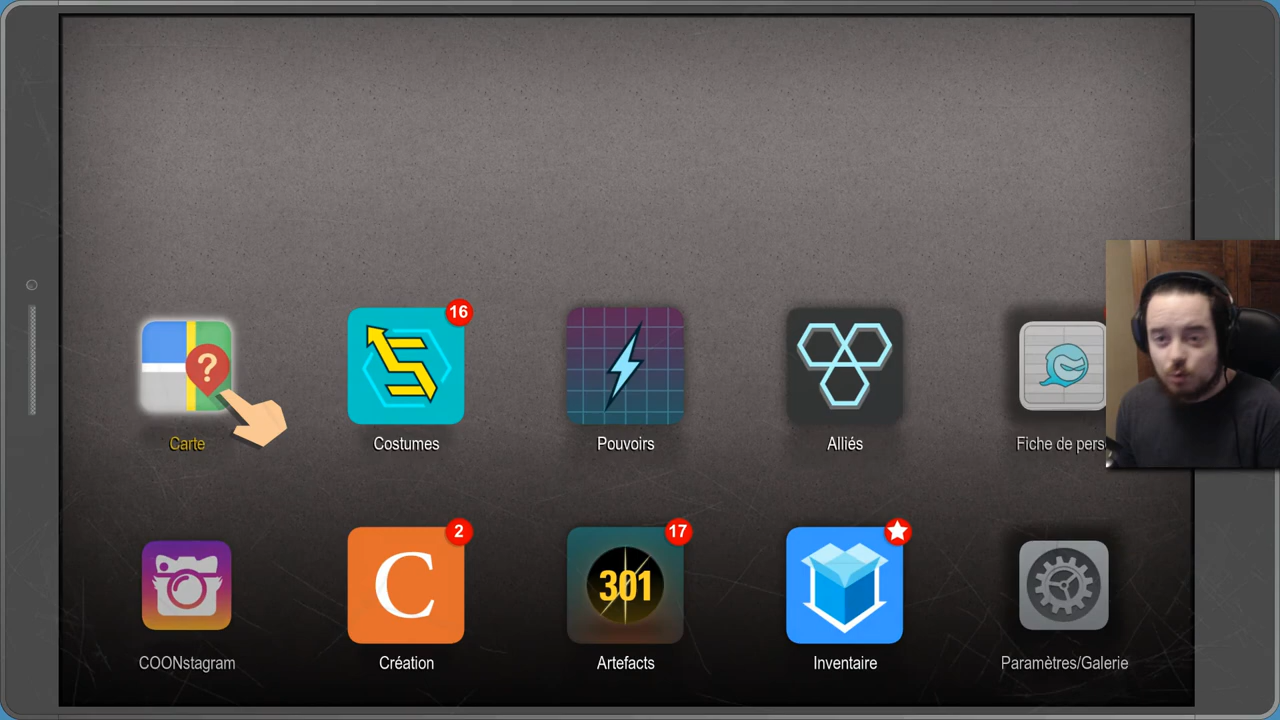 ?
16
Carte
Costumes
Pouvoirs
Alliés
Fiche de pers
2
17
C
301
COONstagram
Création
Artefacts
Inventaire
Paramètres/Galerie